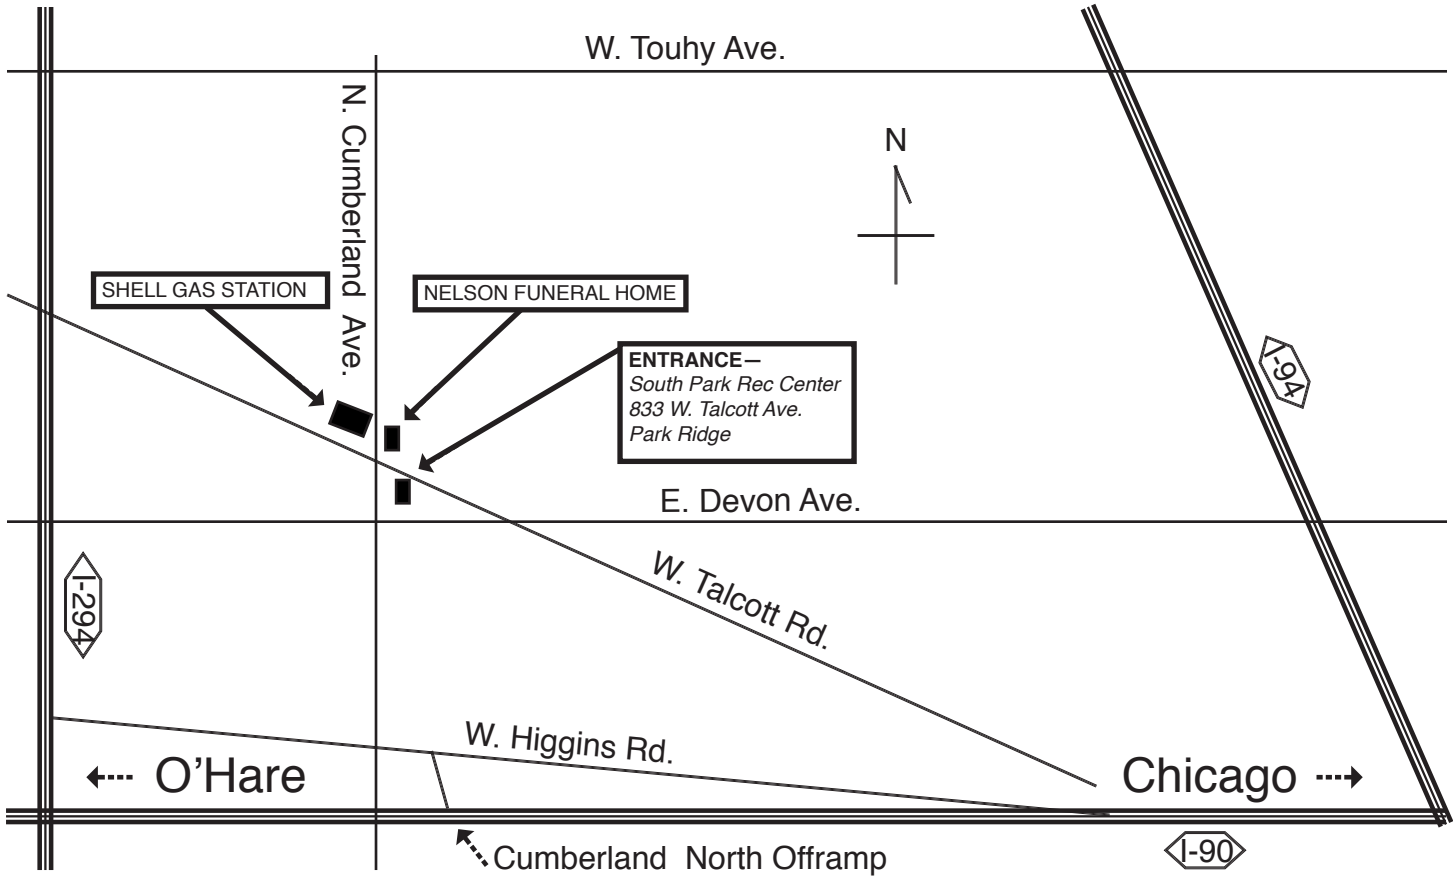 W. Touhy Ave.
N. Cumberland Ave.
N
SHELL GAS STATION
NELSON FUNERAL HOME
ENTRANCE—
South Park Rec Center
833 W. Talcott Ave.
Park Ridge
I-94
E. Devon Ave.
W. Talcott Rd.
I-294
W. Higgins Rd.
O'Hare
Chicago
Cumberland North Offramp
I-90